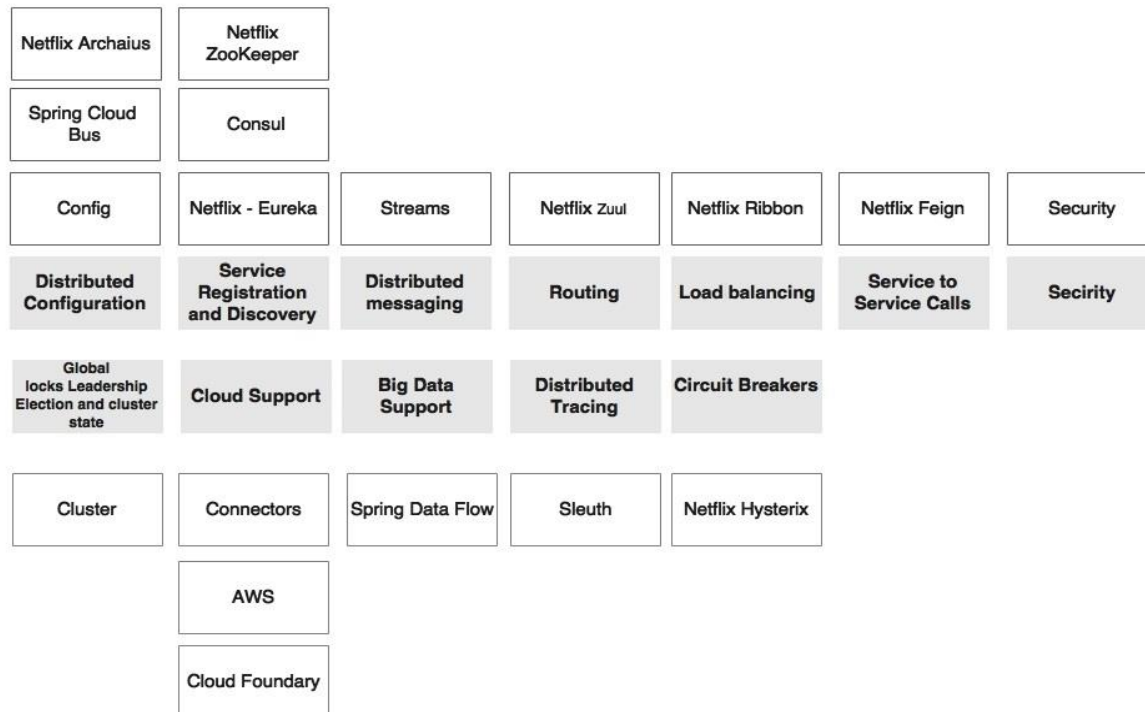 Netflix Archaius
Netflix
ZooKeeper
Spring Cloud
Bus
Consul
Config
Netflix - Eureka
Streams
Netflix Zuul
Netflix Ribbon
Netflix Feign
Security
Distributed
Configuration
Service
Registration
and Discovery
Distributed
messaging
Routing
Load balancing
Service to
Service Calls
Secirity
Global
locks Leadership
Election and cluster
state
Cloud Support
Big Data
Support
Distributed
Tracing
Circuit Breakers
Cluster
Connectors
Spring Data Flow
Sleuth
Netflix Hysterix
AWS
Cloud Foundary